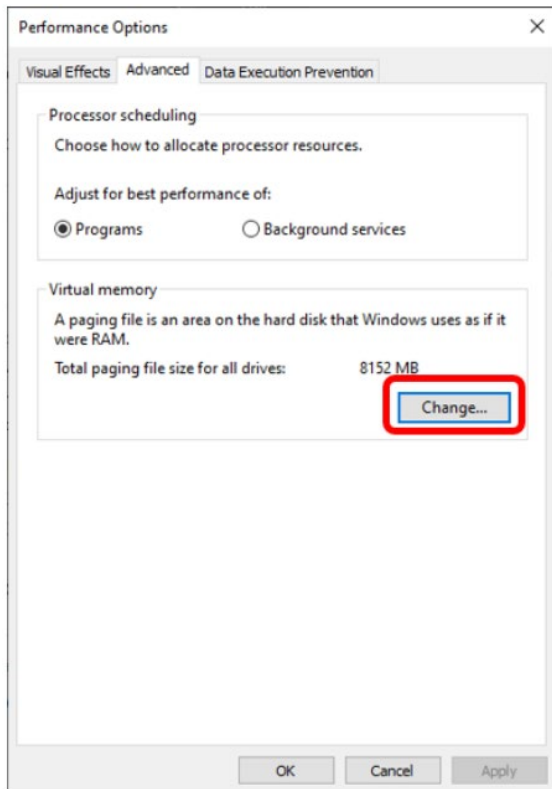 Performance Options
Visual Effects Advanced Data Execution Prevention
Processor scheduling
Choose how to allocate processor resources.
Adjust for best performance of:
Programs Background services
Virtual memory
A paging file is an area on the hard disk that Windows uses as if it
were RAM.
Total paging file size for all drives: 8152 MB
Change...
OK Cancel Apply